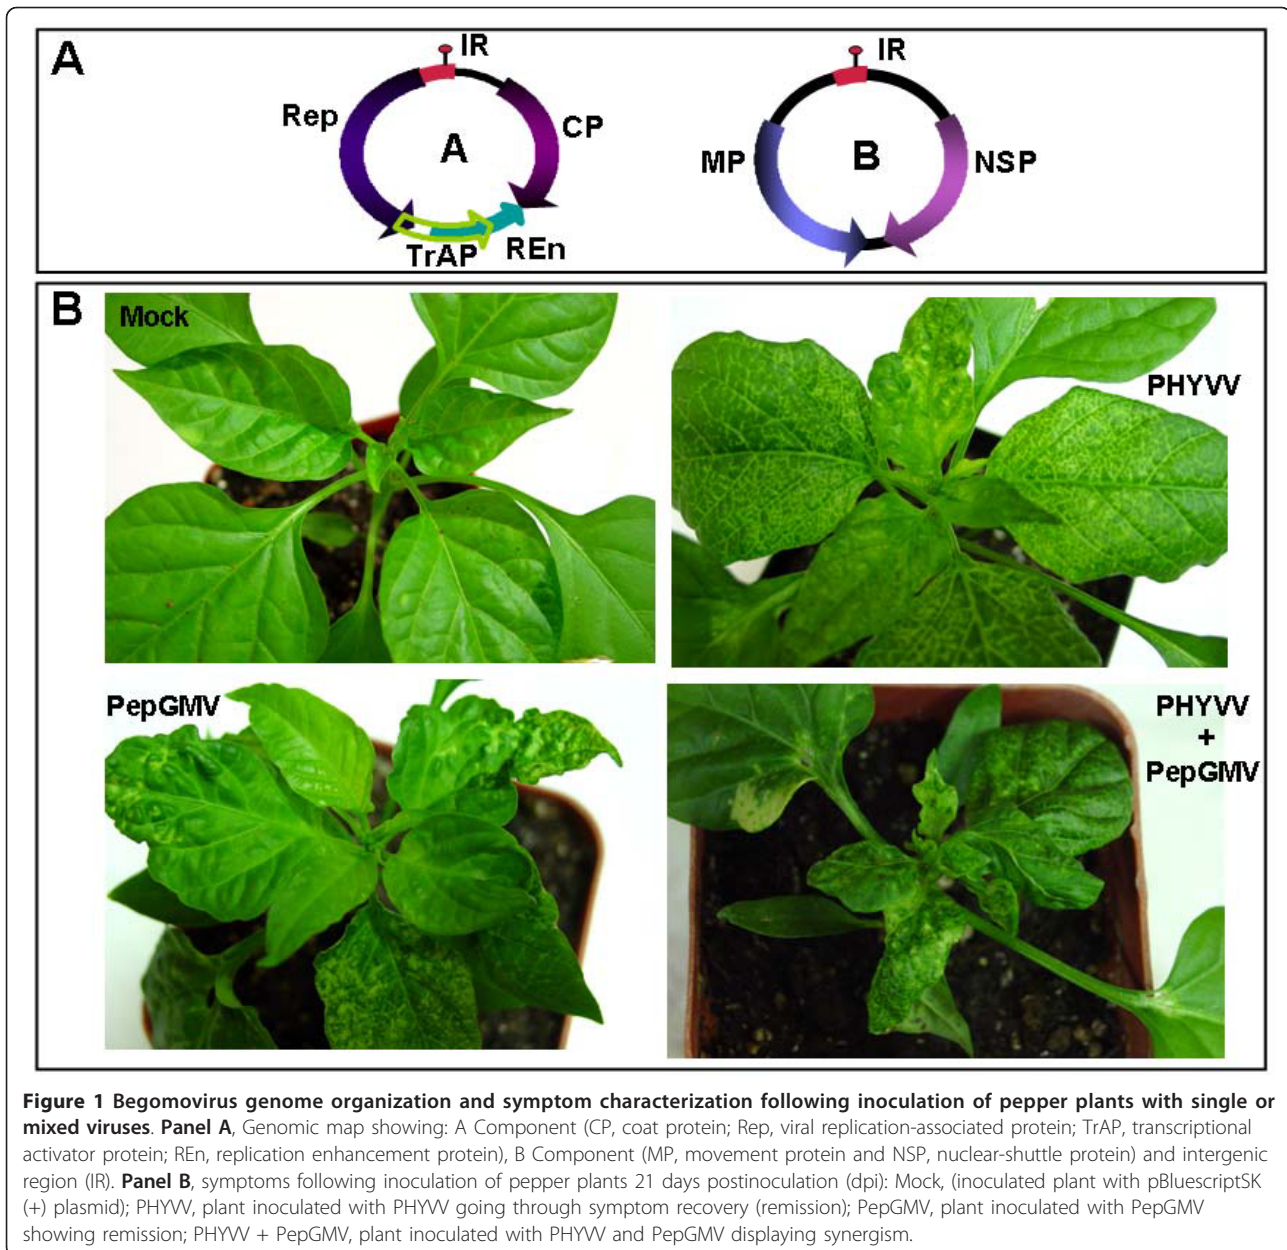 A
IR
Rep
A
CP
TrAP
REn
IR
MP
B
NSP
B
Mock
PHYVV
PepGMV
PHYVV
+
PepGMV
Figure 1 Begomovirus genome organization and symptom characterization following inoculation of pepper plants with single or
mixed viruses. Panel A, Genomic map showing: A Component (CP, coat protein; Rep, viral replication-associated protein; TrAP, transcriptional
activator protein; REn, replication enhancement protein), B Component (MP, movement protein and NSP, nuclear-shuttle protein) and intergenic
region (IR). Panel B, symptoms following inoculation of pepper plants 21 days postinoculation (dpi): Mock, (inoculated plant with pBluescriptSK
(+) plasmid); PHYVV, plant inoculated with PHYVV going through symptom recovery (remission); PepGMV, plant inoculated with PepGMV
showing remission; PHYVV + PepGMV, plant inoculated with PHYVV and PepGMV displaying synergism.